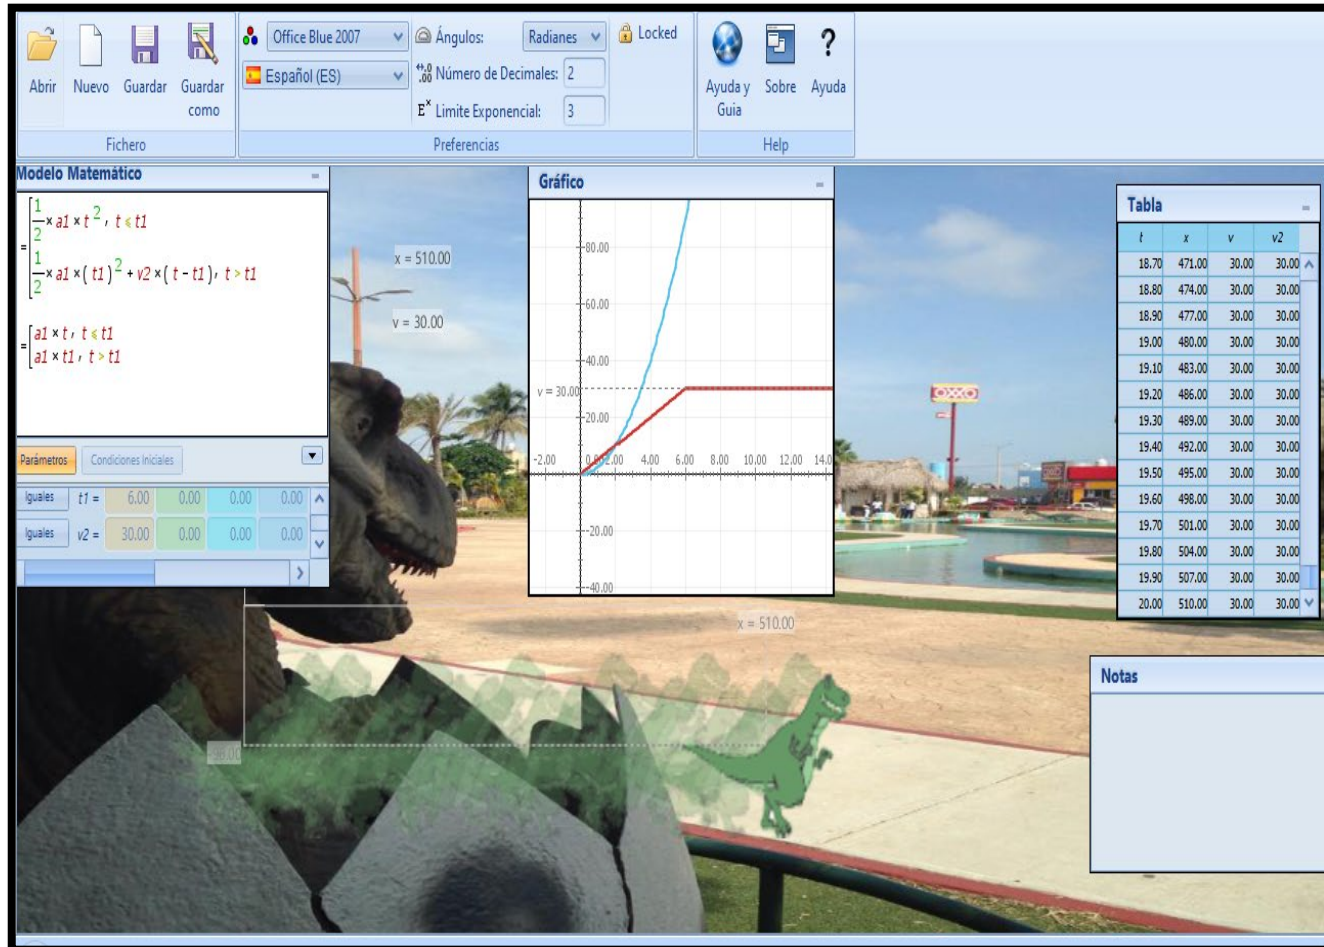 Office Blue 2007
Ángulos:
Radianes
Locked
Español (ES)
Número de Decimales: 2
Abrir
Nuevo
Guardar
Guardar como
E^x Limite Exponencial: 3
Ayuda y Guia
Sobre
Ayuda
Fichero
Preferencias
Help
Modelo Matemático
= [ 1/2 × a1 × t^2, t ≤ t1
1/2 × a1 × (t1)^2 + v2 × (t - t1), t > t1
= [ a1 × t, t ≤ t1
a1 × t1, t > t1
Parámetros
Condiciones Iniciales
Iguales t1 = 6.00 0.00 0.00 0.00
Iguales v2 = 30.00 0.00 0.00 0.00
x = 510.00
v = 30.00
Gráfico
80.00
60.00
40.00
v = 30.00
20.00
-2.00 0.00 2.00 4.00 6.00 8.00 10.00 12.00 14.0
-20.00
-40.00
OXXO
Tabla
t x v v2
18.70 471.00 30.00 30.00
18.80 474.00 30.00 30.00
18.90 477.00 30.00 30.00
19.00 480.00 30.00 30.00
19.10 483.00 30.00 30.00
19.20 486.00 30.00 30.00
19.30 489.00 30.00 30.00
19.40 492.00 30.00 30.00
19.50 495.00 30.00 30.00
19.60 498.00 30.00 30.00
19.70 501.00 30.00 30.00
19.80 504.00 30.00 30.00
19.90 507.00 30.00 30.00
20.00 510.00 30.00 30.00
x = 510.00
Notas